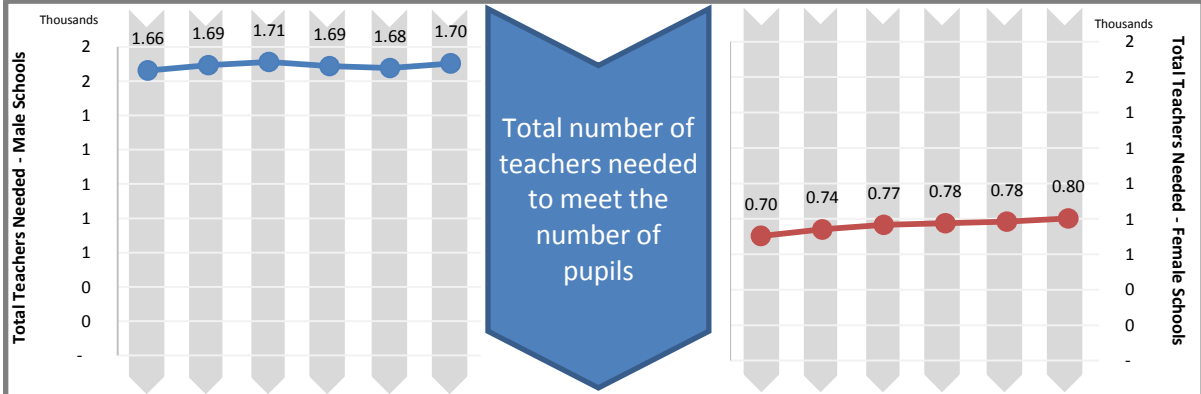 Total Teachers Needed - Male Schools
Thousands
2
2
1
1
1
1
1
0
0
-
1.66 1.69 1.71 1.69 1.68 1.70
Total number of
teachers needed
to meet the
number of
pupils
0.70 0.74 0.77 0.78 0.78 0.80
Thousands
2
2
1
1
1
1
1
0
0
-
Total Teachers Needed - Female Schools